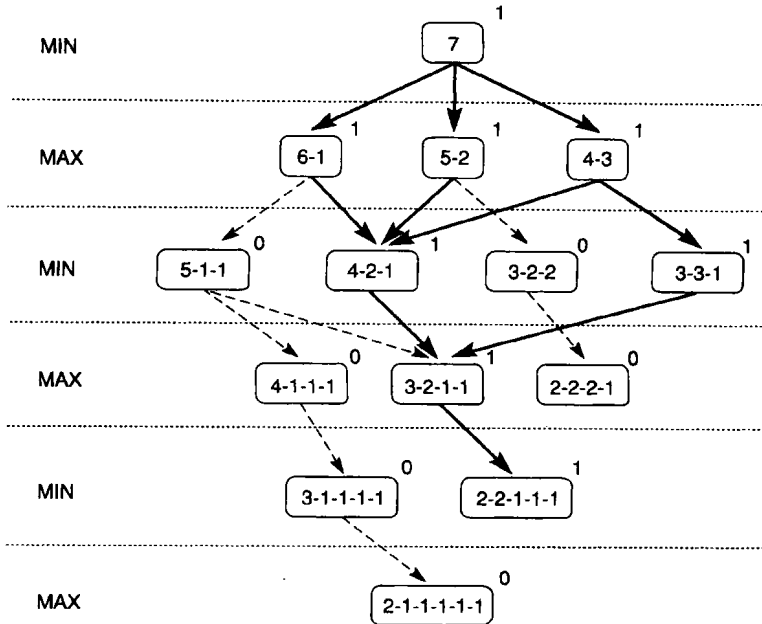 1
MIN 7
1 1 1
MAX 6-1 5-2 4-3
0 1 0 1
MIN 5-1-1 4-2-1 3-2-2 3-3-1
0 1 0
MAX 4-1-1-1 3-2-1-1 2-2-2-1
0 1
MIN 3-1-1-1-1 2-2-1-1-1
0
MAX 2-1-1-1-1-1